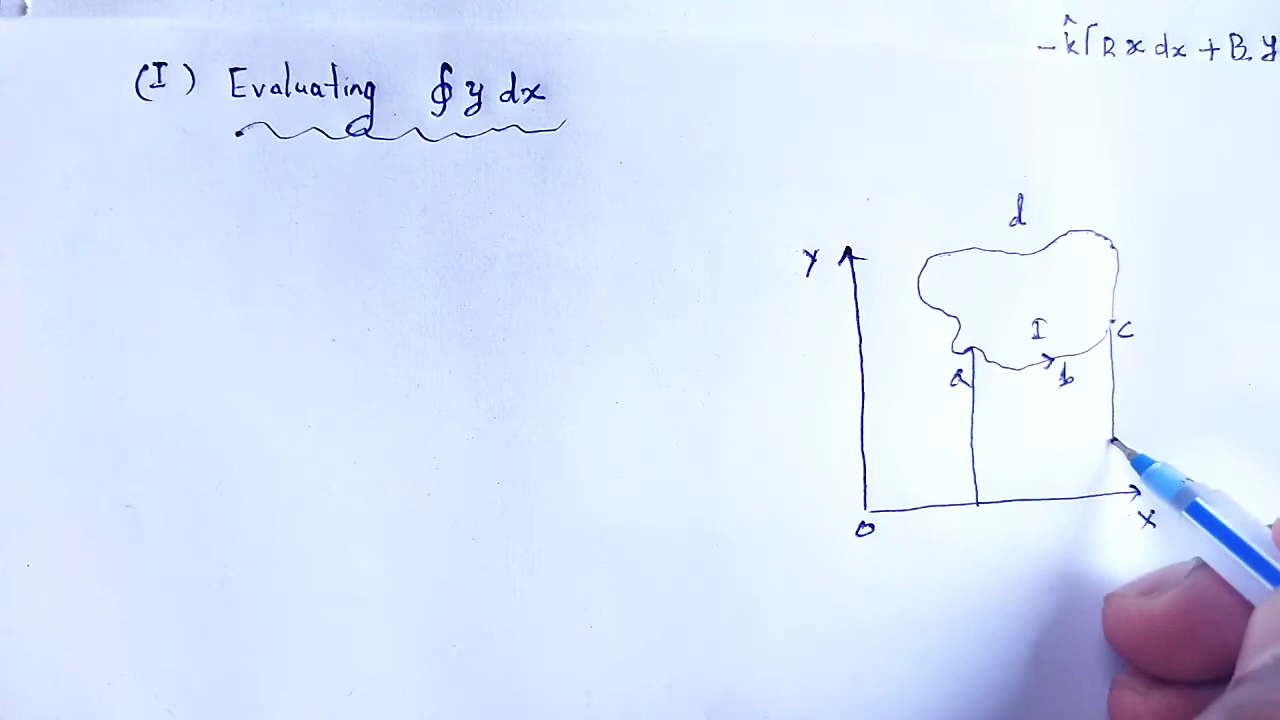 - k̂ ∫ B x dx + B. y
(I) Evaluating ∮ y dx
d
Y
I
c
a
b
O
X